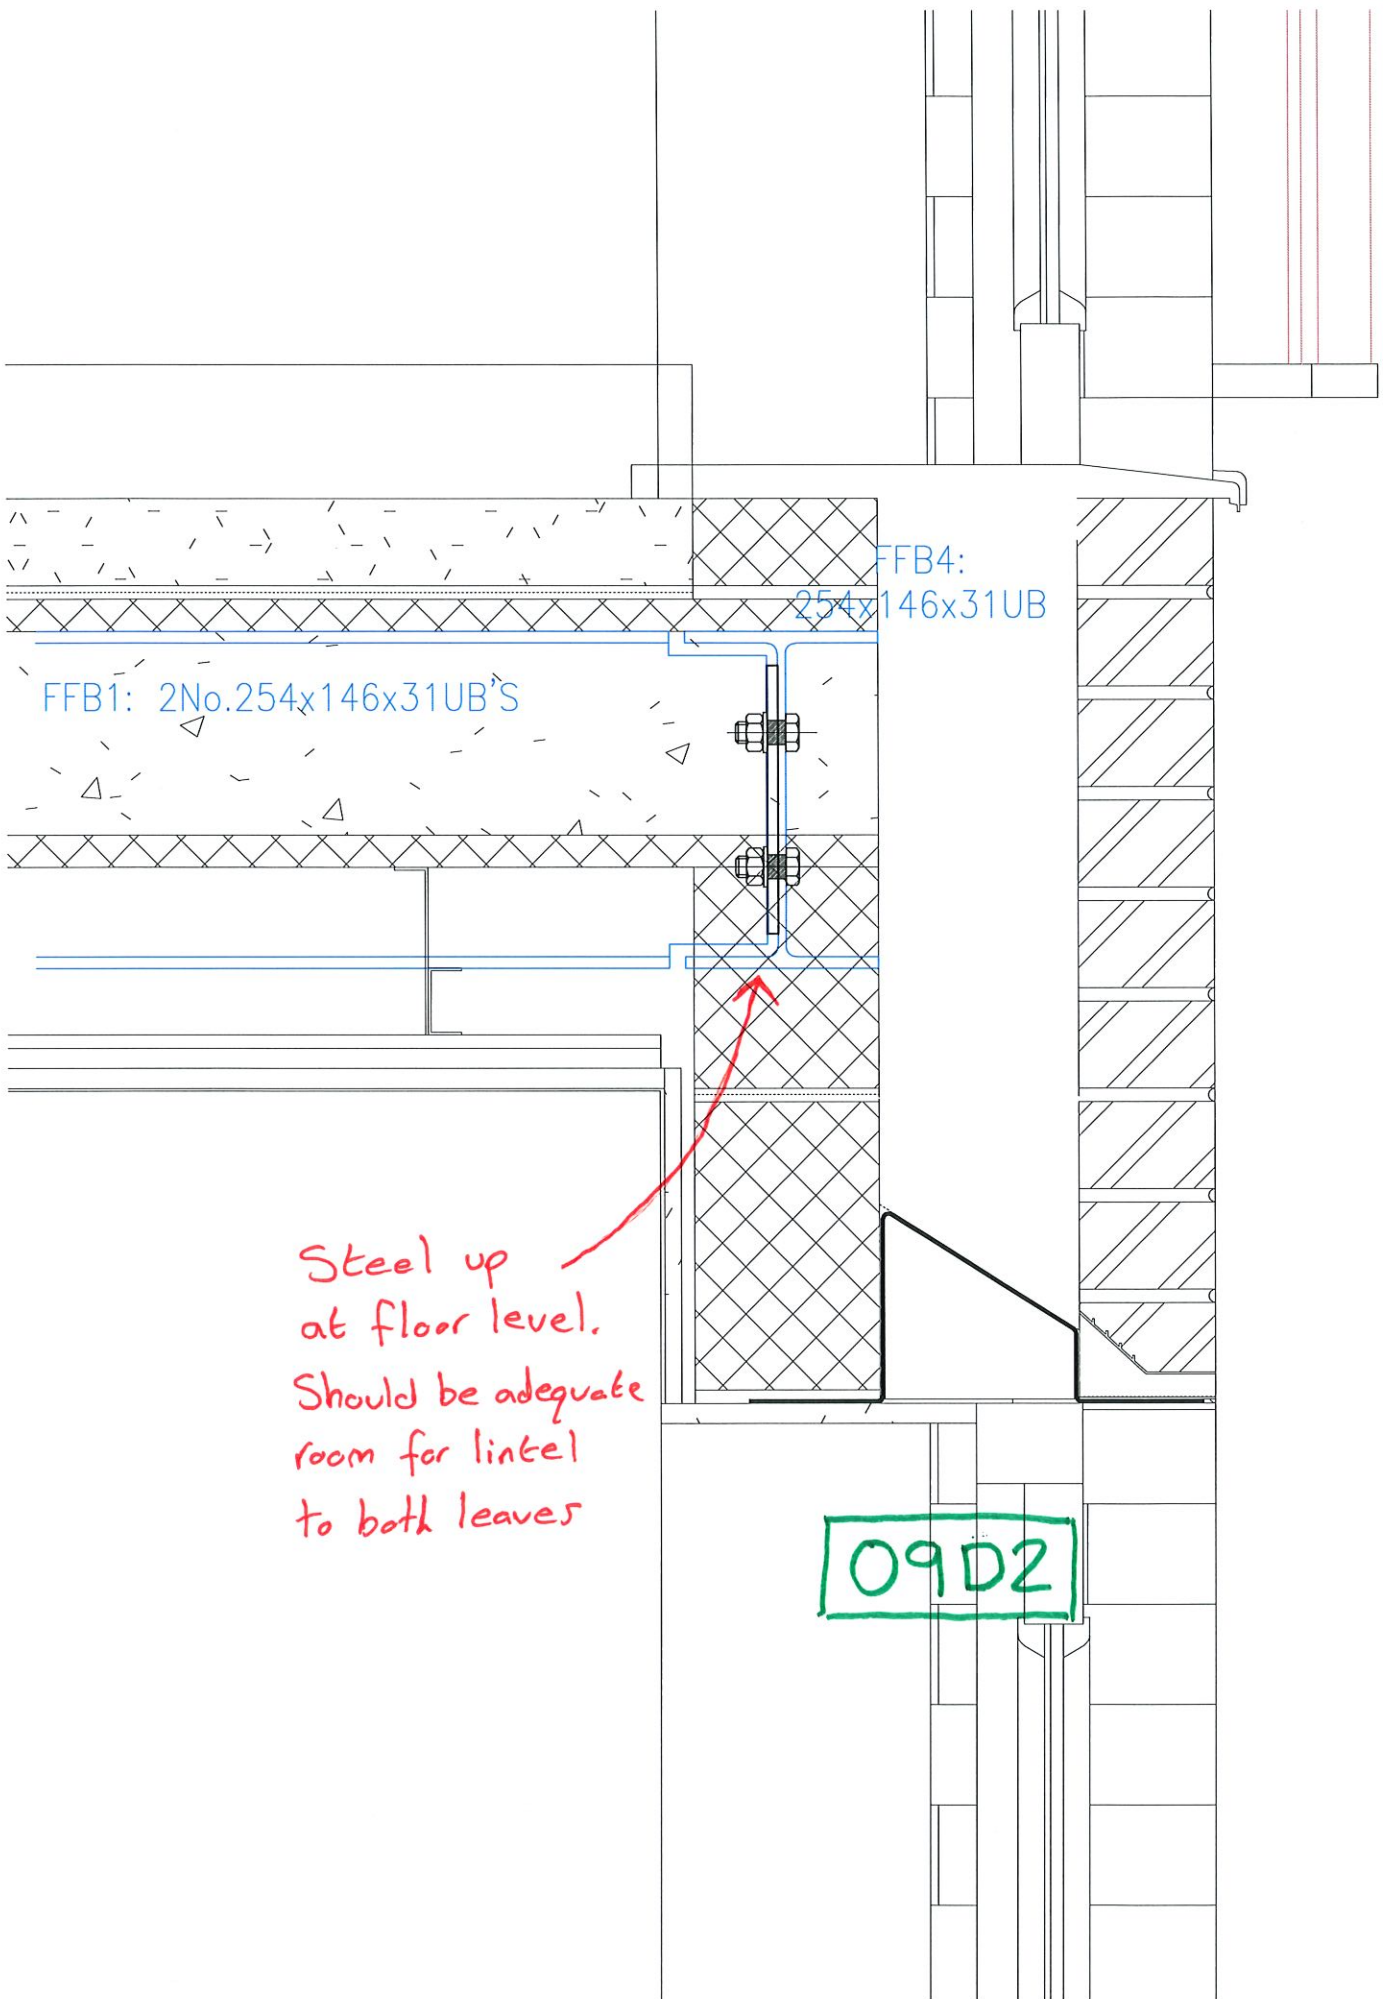 FFB4:
254x146x31UB
FFB1: 2No.254x146x31UB'S
Steel up
at floor level.
Should be adequate
room for lintel
to both leaves
09D2